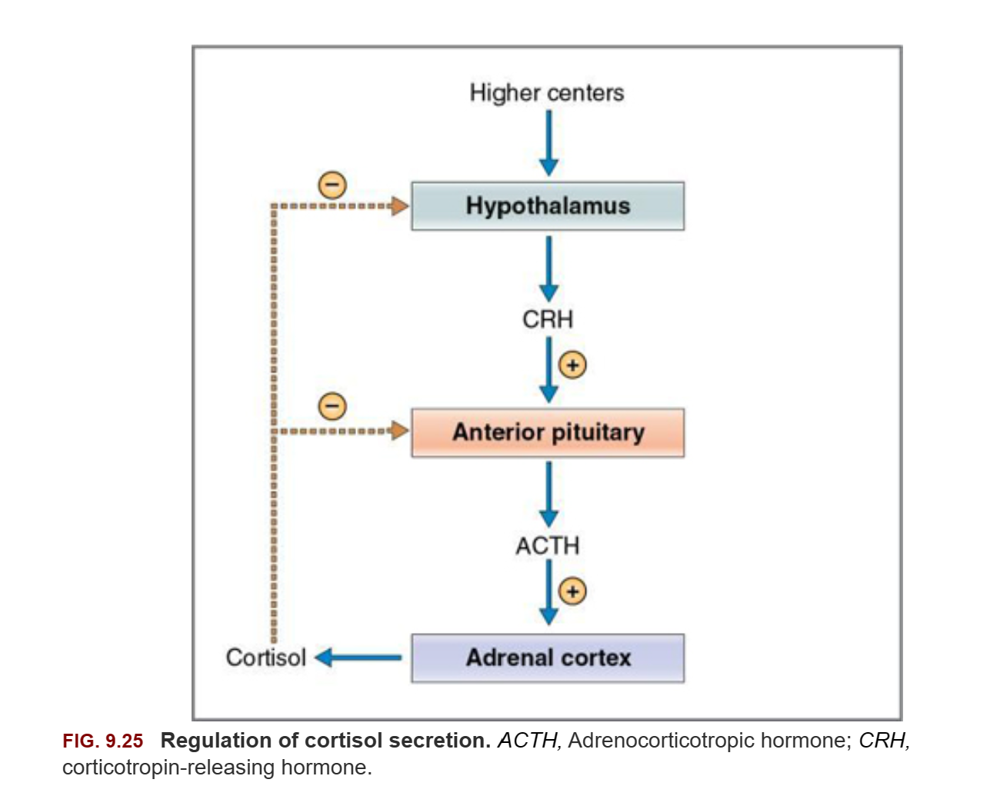 Higher centers
−
Hypothalamus
CRH
+
−
Anterior pituitary
ACTH
+
Cortisol
Adrenal cortex
FIG. 9.25 Regulation of cortisol secretion. ACTH, Adrenocorticotropic hormone; CRH,
corticotropin-releasing hormone.